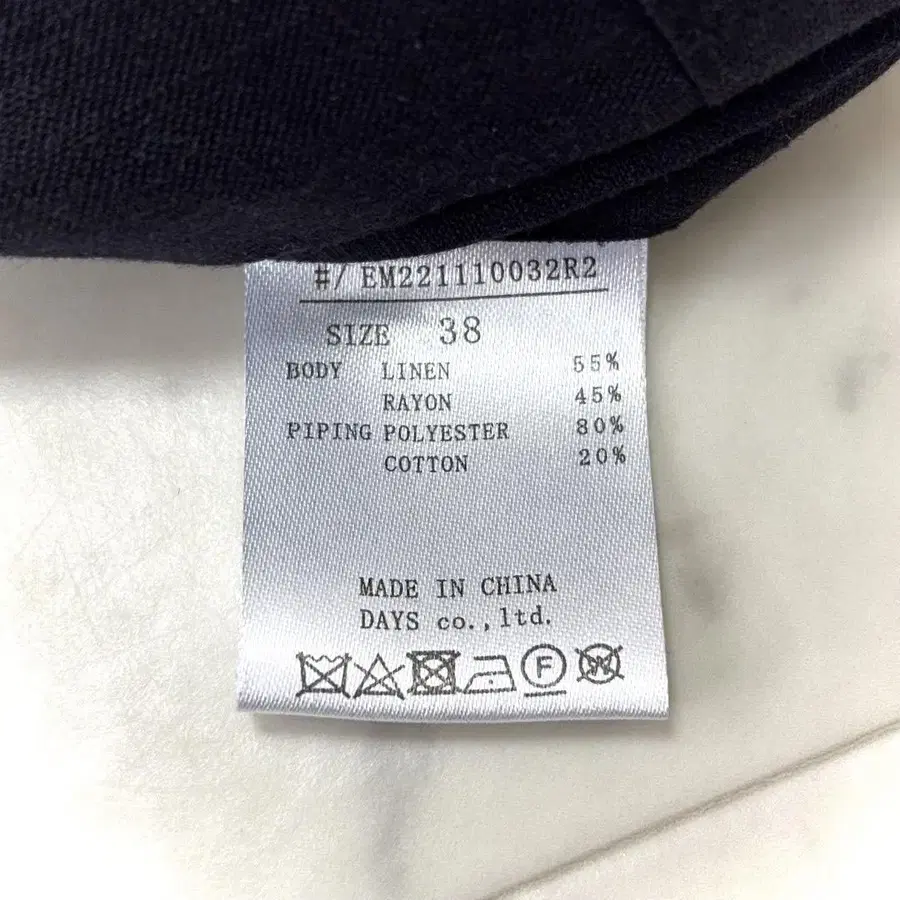 #/ EM221110032R2
SIZE 38
BODY LINEN 55%
RAYON 45%
PIPING POLYESTER 80%
COTTON 20%
MADE IN CHINA
DAYS co.,ltd.
F W